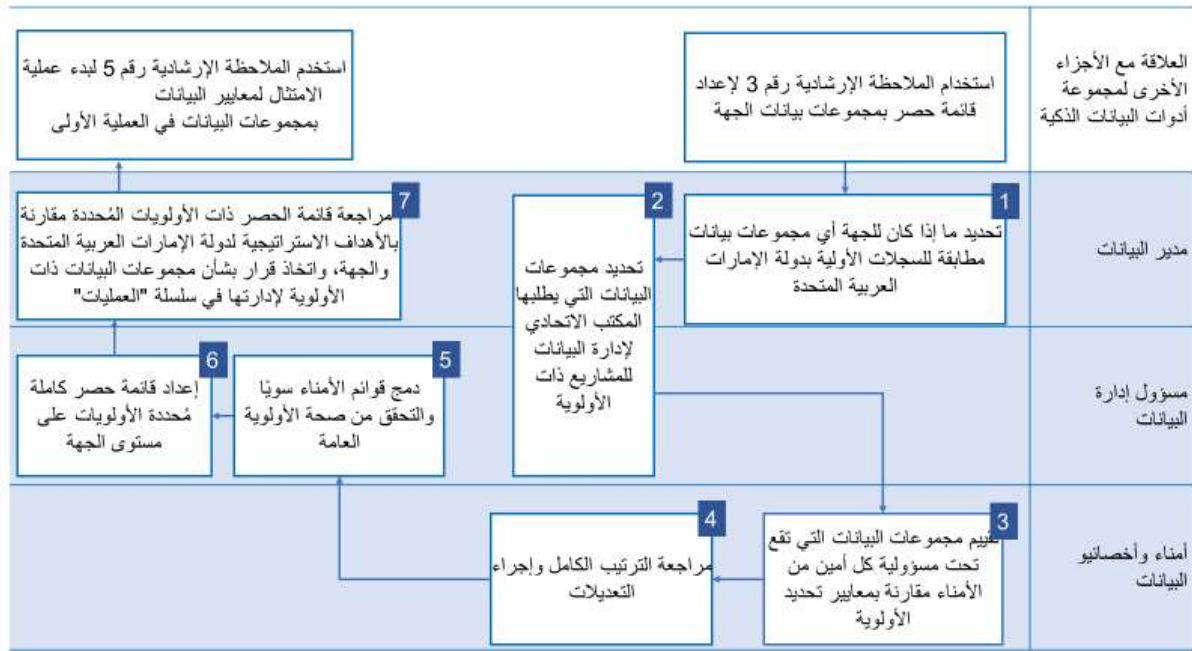 العلاقة مع الأجزاء
الأخرى لمجموعة
أدوات البيانات الذكية
استخدام الملاحظة الإرشادية رقم 3 لإعداد
قائمة حصر بمجموعات بيانات الجهة
استخدم الملاحظة الإرشادية رقم 5 لبدء عملية
الامتثال لمعايير البيانات
بمجموعات البيانات في العملية الأولى
مدير البيانات
1
تحديد ما إذا كان للجهة أي مجموعات بيانات
مطابقة للسجلات الأولية بدولة الإمارات
العربية المتحدة
2
تحديد مجموعات
البيانات التي يطلبها
المكتب الاتحادي
لإدارة البيانات
للمشاريع ذات
الأولوية
7
مراجعة قائمة الحصر ذات الأولويات المُحددة مقارنة
بالأهداف الاستراتيجية لدولة الإمارات العربية المتحدة
والجهة، واتخاذ قرار بشأن مجموعات البيانات ذات
الأولوية لإدارتها في سلسلة "العمليات"
مسؤول إدارة
البيانات
5
دمج قوائم الأمناء سويًا
والتحقق من صحة الأولوية
العامة
6
إعداد قائمة حصر كاملة
مُحددة الأولويات على
مستوى الجهة
أمناء وأخصائيو
البيانات
3
تقييم مجموعات البيانات التي تقع
تحت مسؤولية كل أمين من
الأمناء مقارنة بمعايير تحديد
الأولوية
4
مراجعة الترتيب الكامل وإجراء
التعديلات